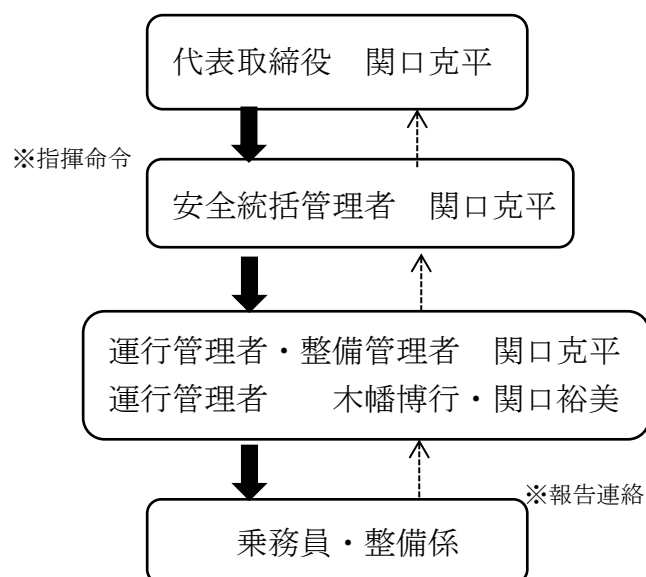 代表取締役　関口克平
※指揮命令
安全統括管理者　関口克平
運行管理者・整備管理者　関口克平
運行管理者　　木幡博行・関口裕美
※報告連絡
乗務員・整備係